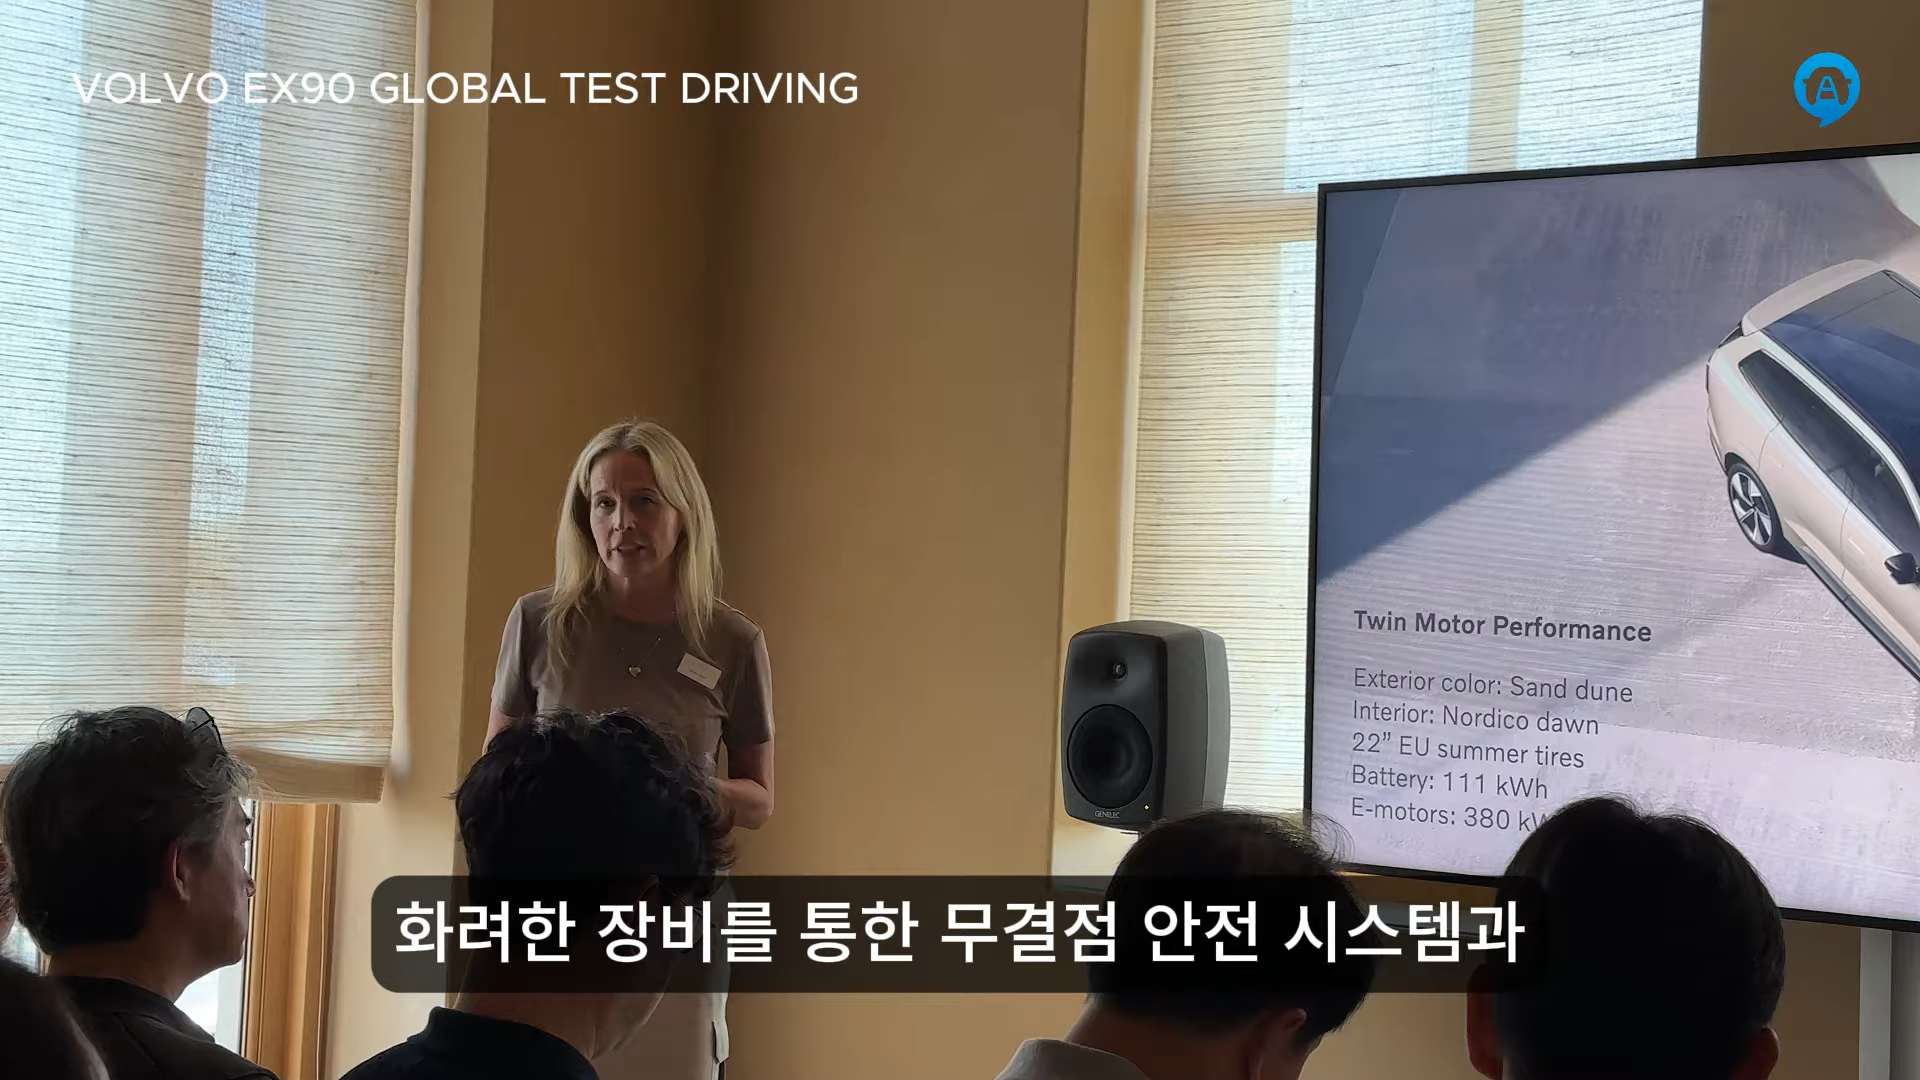 VOLVO EX90 GLOBAL TEST DRIVING
A
Twin Motor Performance
Exterior color: Sand dune
Interior: Nordico dawn
22” EU summer tires
Battery: 111 kWh
E-motors: 380 kW
GENELEC
화려한 장비를 통한 무결점 안전 시스템과